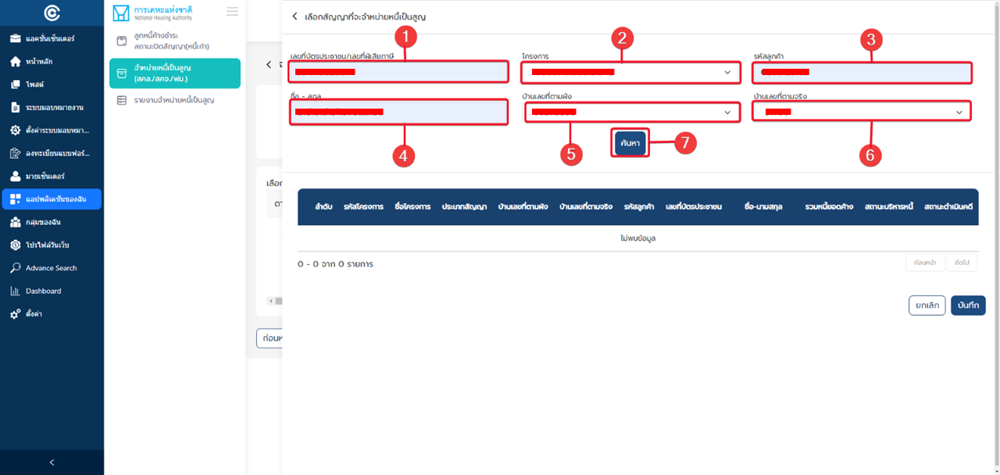 การเคหะแห่งชาติ
National Housing Authority
แอคชั่นเซ็นเตอร์
หน้าหลัก
โพสต์
ระบบมอบหมายงาน
ตั้งค่าระบบมอบหมา...
ลงทะเบียนแบบฟอร์...
มายเซ็นเตอร์
แอปพลิเคชันของฉัน
กลุ่มของฉัน
โปรไฟล์วันเว็บ
Advance Search
Dashboard
ตั้งค่า
ลูกหนี้ค้างชำระ
สถานะปิดสัญญา(หนี้เก่า)
จำหน่ายหนี้เป็นสูญ
(สคล./สคจ./ฟม.)
รายงานจำหน่ายหนี้เป็นสูญ
เลือก
ตา
ก่อนห
เลือกสัญญาที่จะจำหน่ายหนี้เป็นสูญ
1
2
3
เลขที่บัตรประชาชน/เลขที่ผู้เสียภาษี
โครงการ
รหัสลูกค้า
ชื่อ - สกุล
บ้านเลขที่ตามผัง
บ้านเลขที่ตามจริง
ค้นหา
7
4
5
6
ลำดับ รหัสโครงการ ชื่อโครงการ ประเภทสัญญา บ้านเลขที่ตามผัง บ้านเลขที่ตามจริง รหัสลูกค้า เลขที่บัตรประชาชน ชื่อ-นามสกุล รวมหนี้ยอดค้าง สถานะบริหารหนี้ สถานะดำเนินคดี
ไม่พบข้อมูล
0 - 0 จาก 0 รายการ
ก่อนหน้า
ถัดไป
ยกเลิก
บันทึก